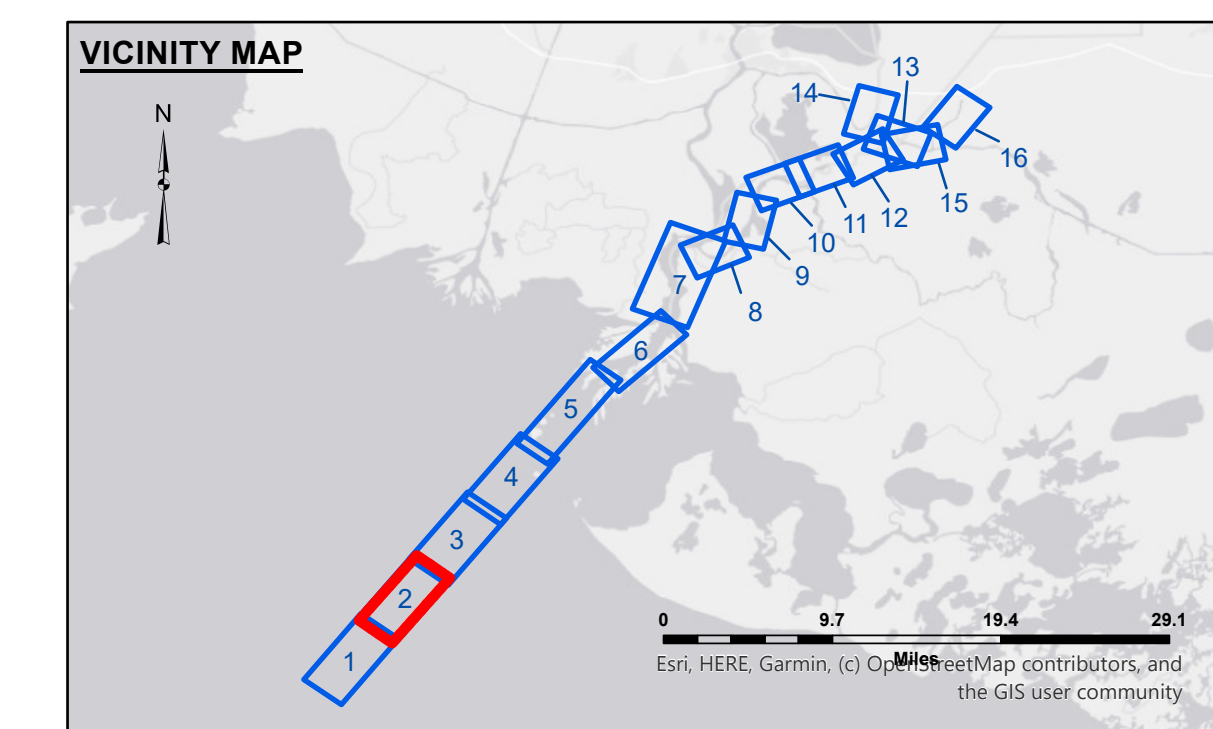 VICINITY MAP
N
13
14
16
15
12
11
10
9
8
7
6
5
4
3
2
1
0 9.7 19.4 29.1
Miles
Esri, HERE, Garmin, (c) OpenStreetMap contributors, and
the GIS user community